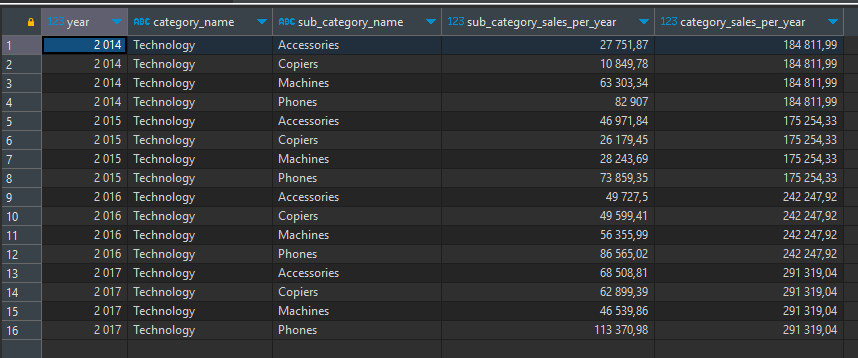 123 year ABC category_name ABC sub_category_name 123 sub_category_sales_per_year 123 category_sales_per_year
1 2 014 Technology Accessories 27 751,87 184 811,99
2 2 014 Technology Copiers 10 849,78 184 811,99
3 2 014 Technology Machines 63 303,34 184 811,99
4 2 014 Technology Phones 82 907 184 811,99
5 2 015 Technology Accessories 46 971,84 175 254,33
6 2 015 Technology Copiers 26 179,45 175 254,33
7 2 015 Technology Machines 28 243,69 175 254,33
8 2 015 Technology Phones 73 859,35 175 254,33
9 2 016 Technology Accessories 49 727,5 242 247,92
10 2 016 Technology Copiers 49 599,41 242 247,92
11 2 016 Technology Machines 56 355,99 242 247,92
12 2 016 Technology Phones 86 565,02 242 247,92
13 2 017 Technology Accessories 68 508,81 291 319,04
14 2 017 Technology Copiers 62 899,39 291 319,04
15 2 017 Technology Machines 46 539,86 291 319,04
16 2 017 Technology Phones 113 370,98 291 319,04